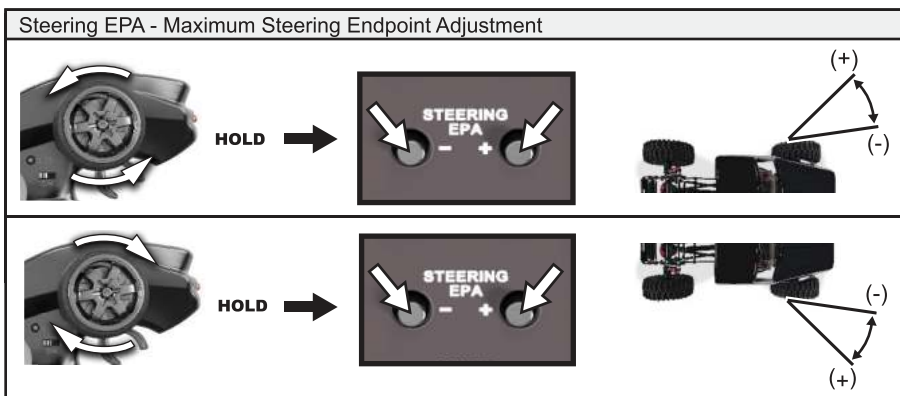 Steering EPA - Maximum Steering Endpoint Adjustment
HOLD
STEERING
EPA
- +
(+)
(-)
HOLD
STEERING
EPA
- +
(-)
(+)